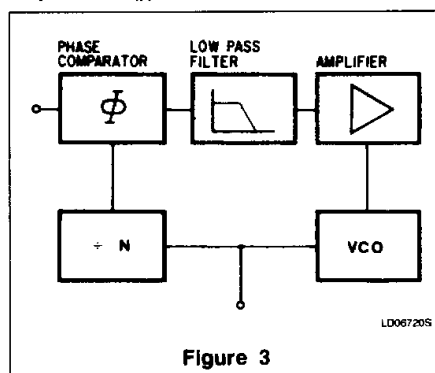 PHASE
COMPARATOR
LOW PASS
FILTER
AMPLIFIER
Φ
÷ N
VCO
LD06720S
Figure 3